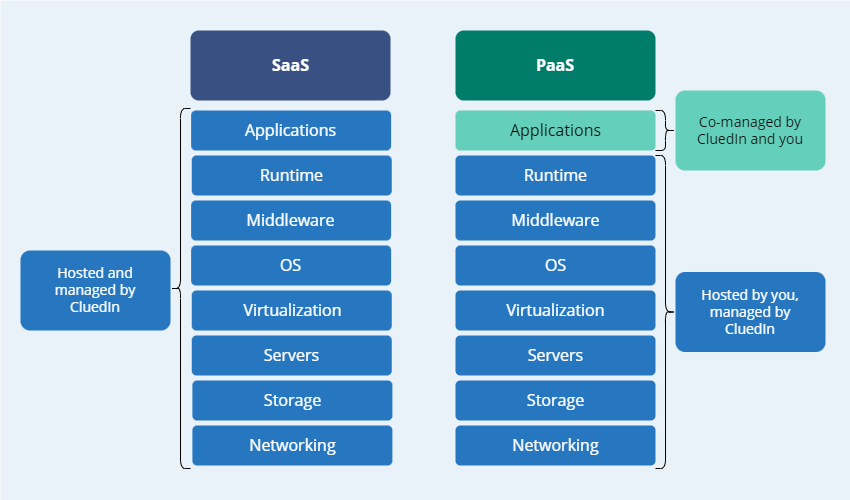 SaaS
PaaS
Applications
Runtime
Middleware
OS
Virtualization
Servers
Storage
Networking
Hosted and
managed by
CluedIn
Applications
Runtime
Middleware
OS
Virtualization
Servers
Storage
Networking
Co-managed by
CluedIn and you
Hosted by you,
managed by
CluedIn